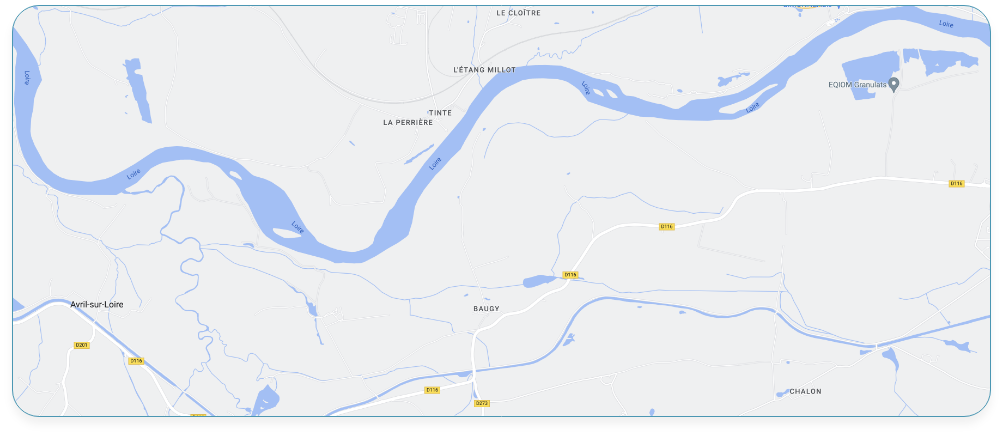 LE CLOÎTRE
Loire
L'ÉTANG MILLOT
Loire
Loire
EQIOM Granulats
Loire
TINTE
LA PERRIÈRE
Loire
Loire
D116
Loire
D116
D116
Avril-sur-Loire
BAUGY
D201
D116
D116
CHALON
D273